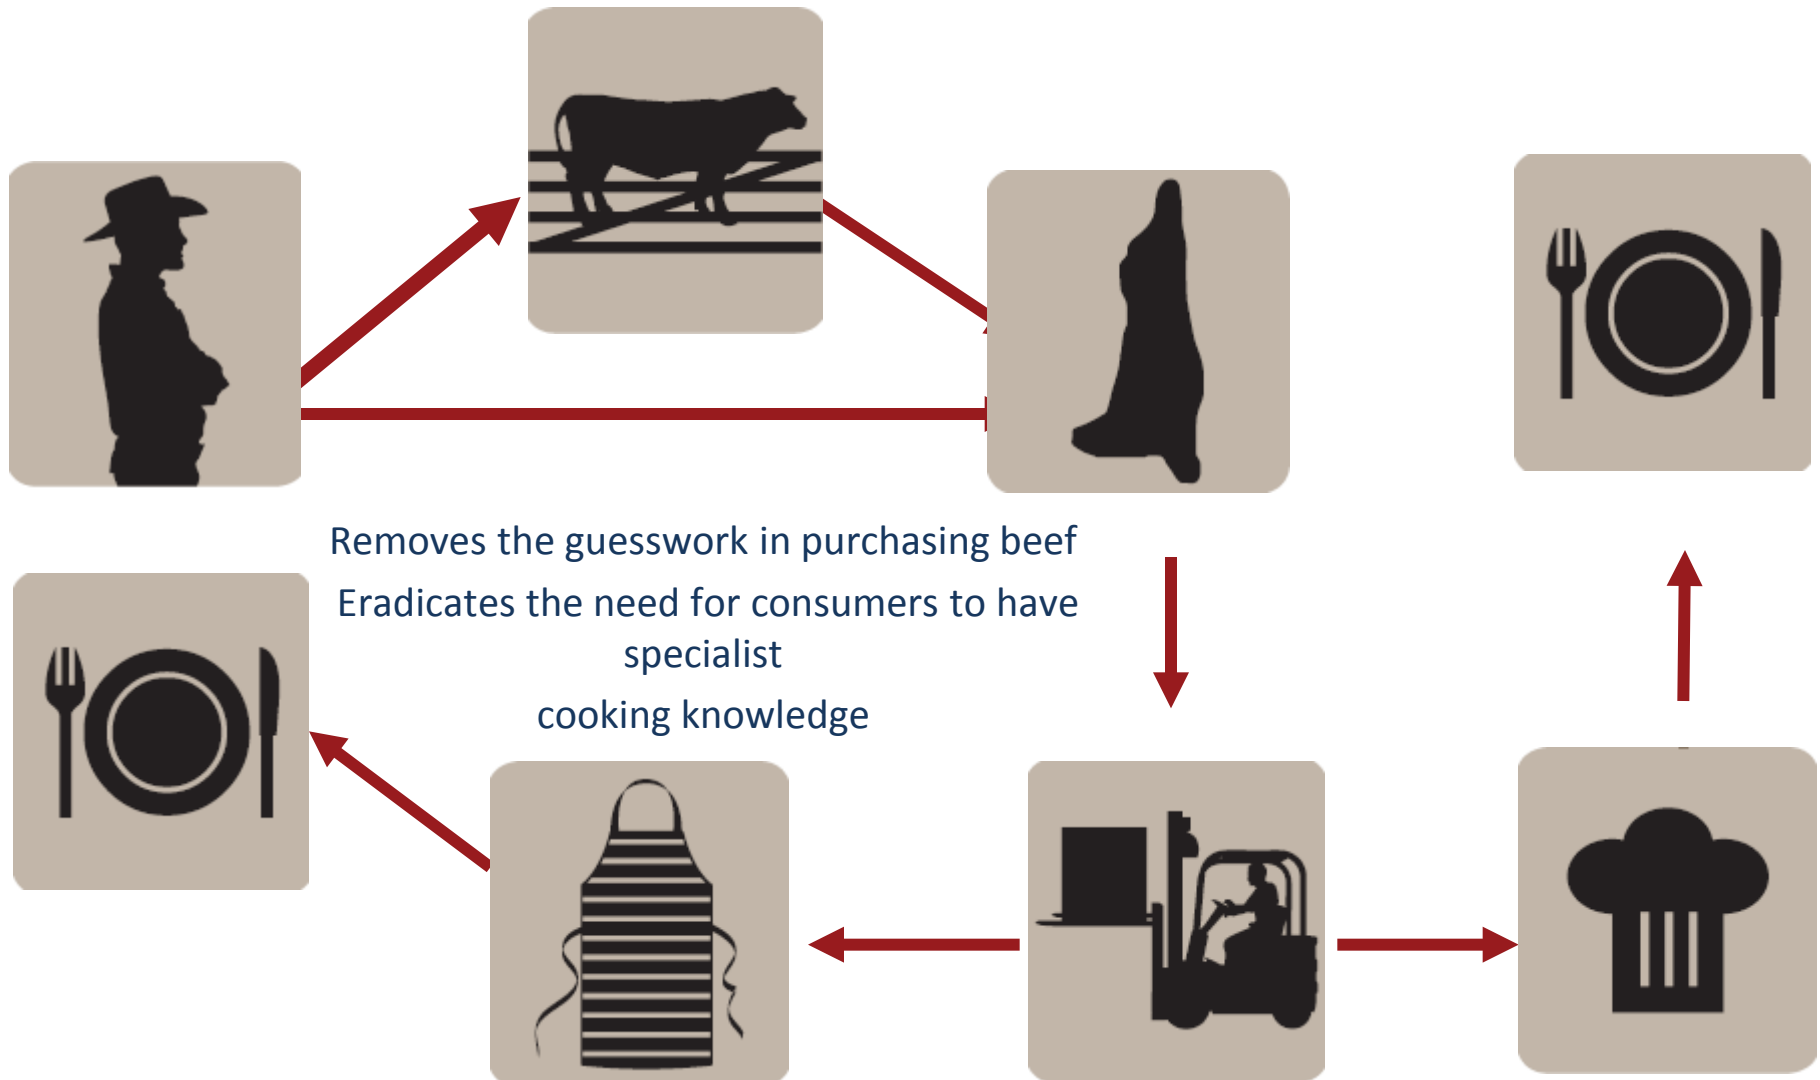 Removes the guesswork in purchasing beef
Eradicates the need for consumers to have
specialist
cooking knowledge